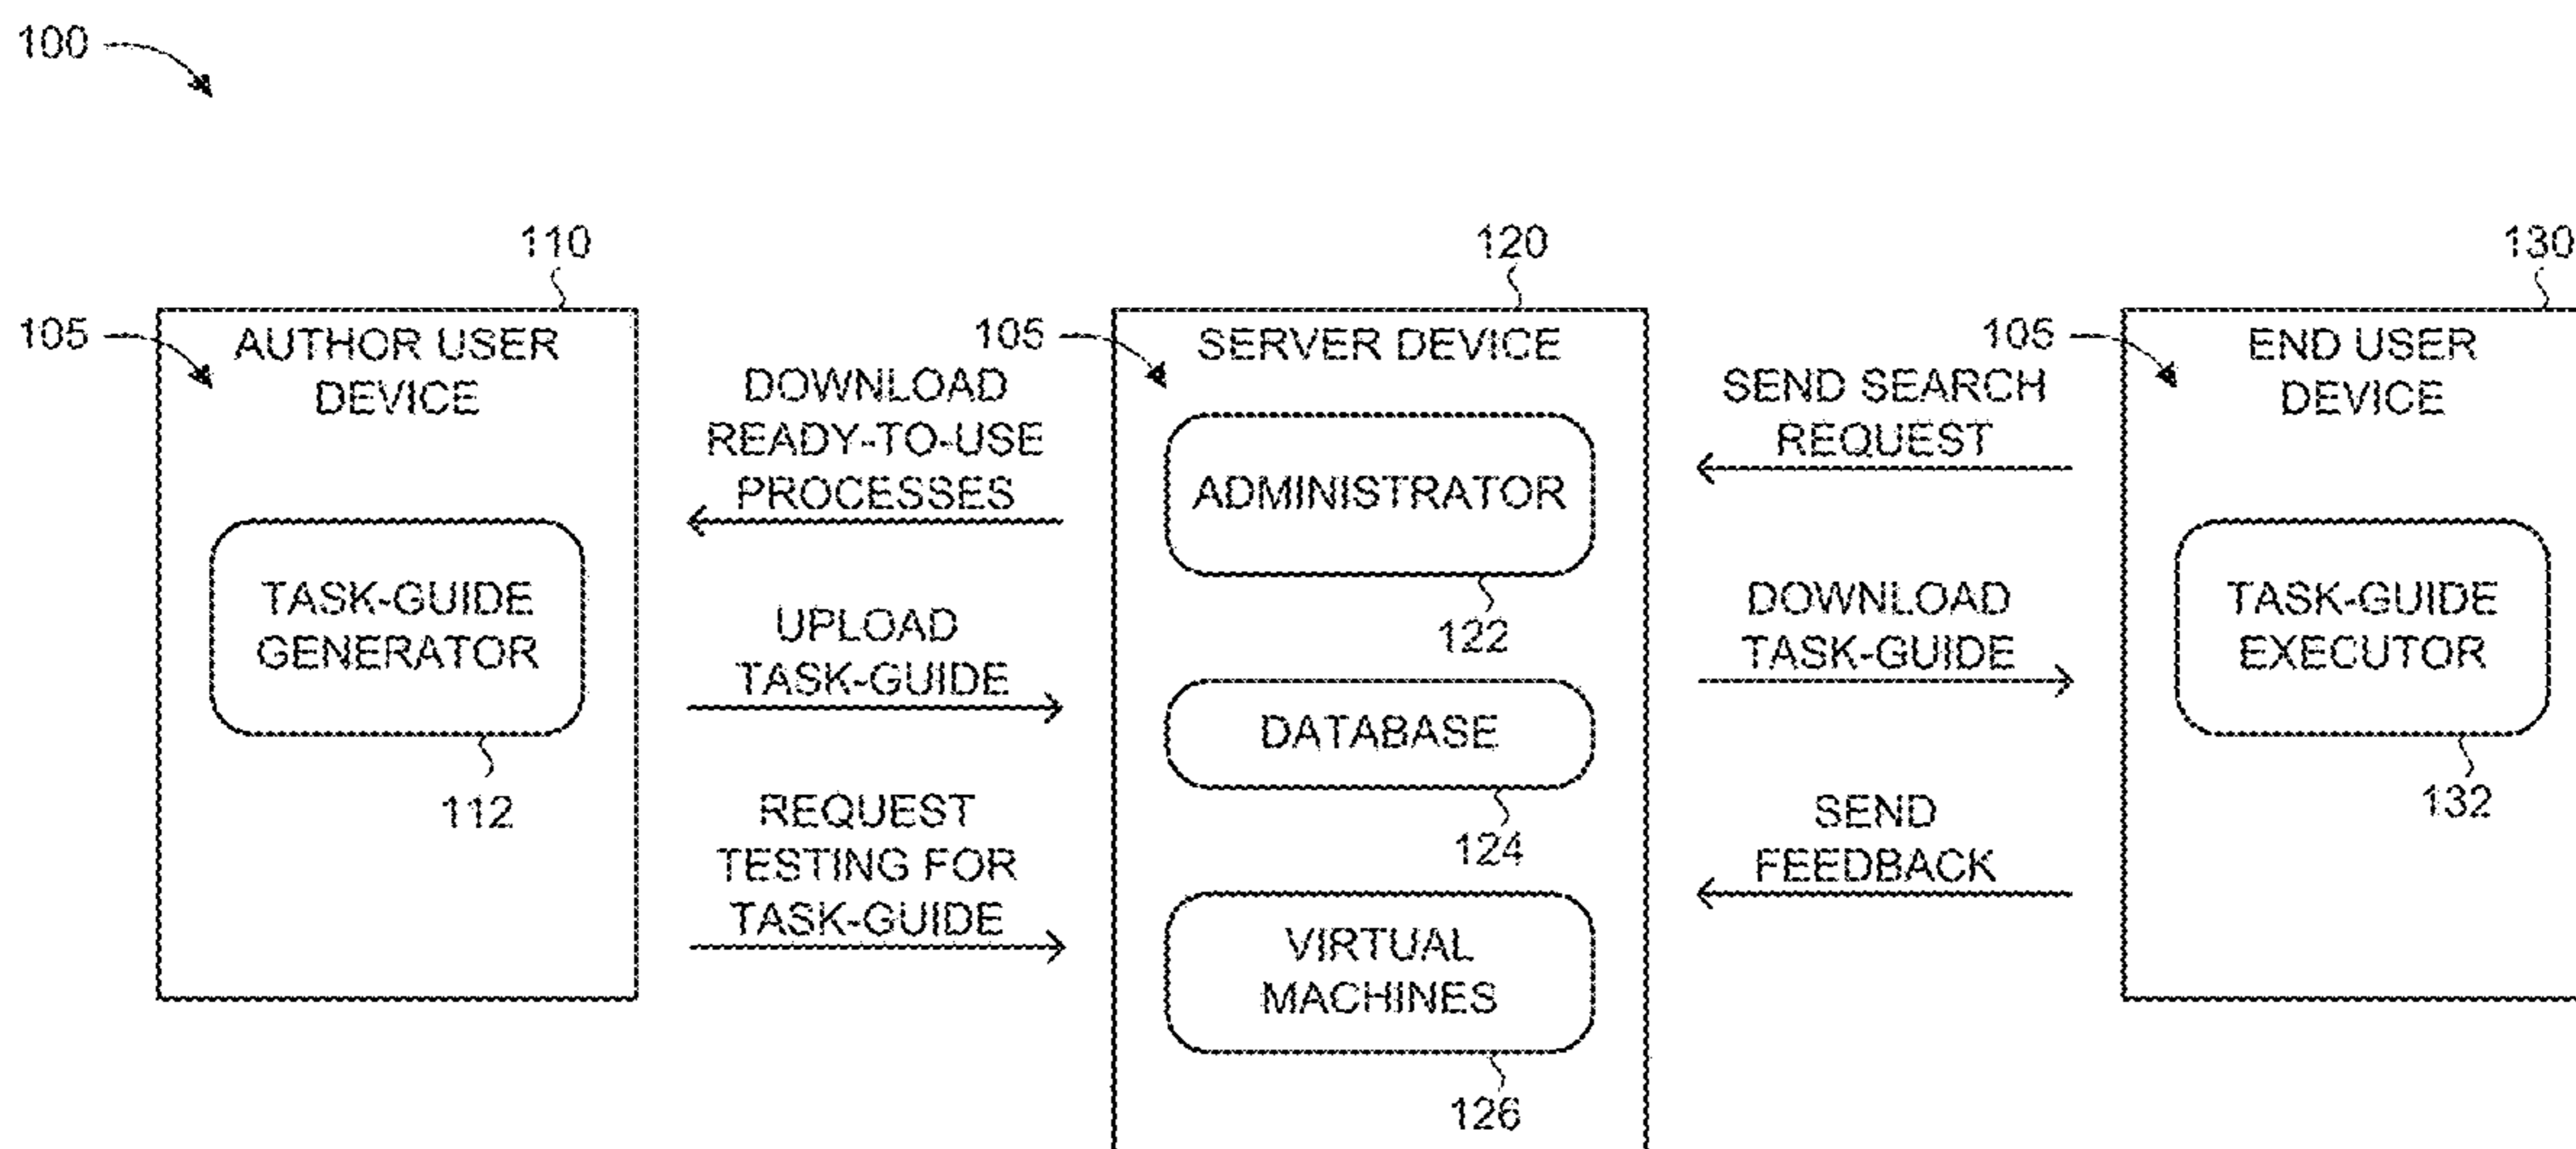 100
110
120
130
105
AUTHOR USER
DEVICE
TASK-GUIDE
GENERATOR
112
DOWNLOAD
READY-TO-USE
PROCESSES
UPLOAD
TASK-GUIDE
REQUEST
TESTING FOR
TASK-GUIDE
105
SERVER DEVICE
ADMINISTRATOR
122
DATABASE
124
VIRTUAL
MACHINES
126
SEND SEARCH
REQUEST
DOWNLOAD
TASK-GUIDE
SEND
FEEDBACK
105
END USER
DEVICE
TASK-GUIDE
EXECUTOR
132